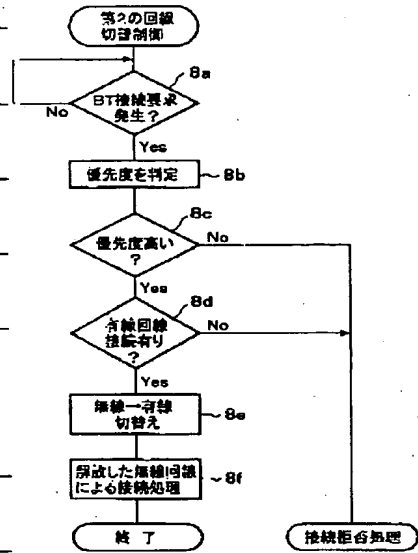 第2の回線
切替制御
8a
BT接続要求
発生？
No
Yes
優先度を判定
8b
8c
優先度高い
？
No
Yes
8d
有線回線
接続有り
？
No
Yes
無線→有線
切替え
8e
解放した無線回線
による接続処理
8f
終了
接続拒否処理